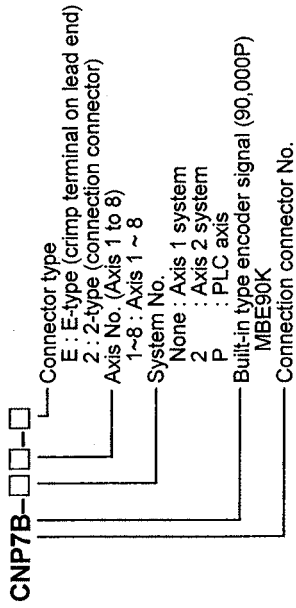 CNP7B-□□-□
Connector type
E : E-type (crimp terminal on lead end)
2 : 2-type (connection connector)
Axis No. (Axis 1 to 8)
1~8 : Axis 1 ~ 8
System No.
None : Axis 1 system
2 : Axis 2 system
P : PLC axis
Built-in type encoder signal (90,000P)
MBE90K
Connection connector No.